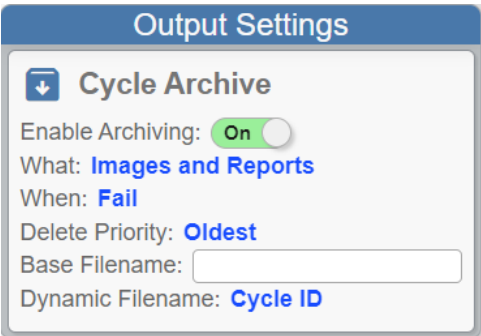 Output Settings
Cycle Archive
Enable Archiving: On
What: Images and Reports
When: Fail
Delete Priority: Oldest
Base Filename:
Dynamic Filename: Cycle ID